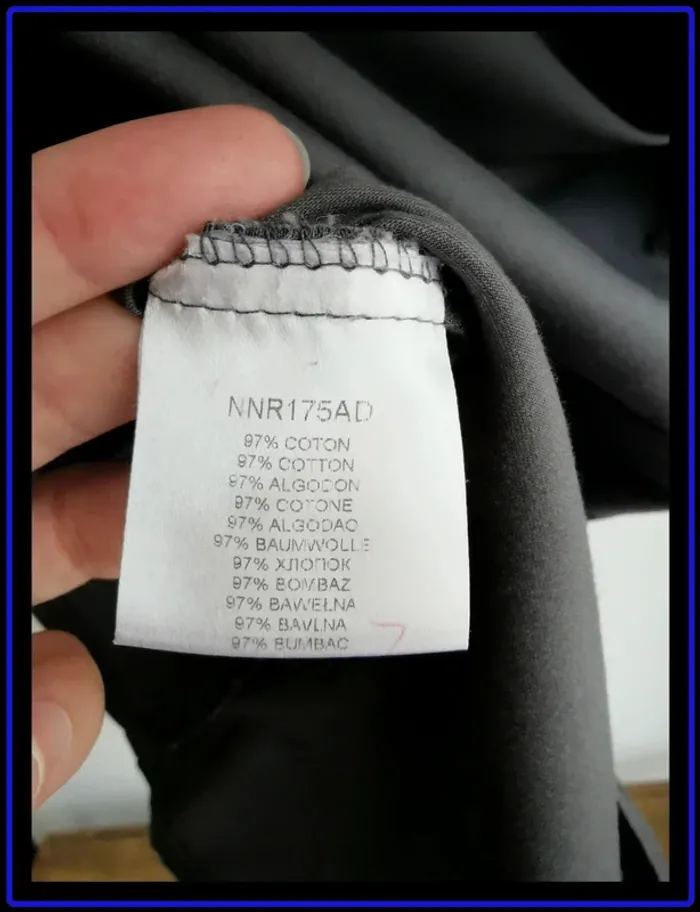 NNR175AD
97% COTON
97% COTTON
97% ALGODON
97% COTONE
97% ALGODAO
97% BAUMWOLLE
97% ХЛОПОК
97% BOMBAZ
97% BAWEŁNA
97% BAVLNA
97% BUMBAC